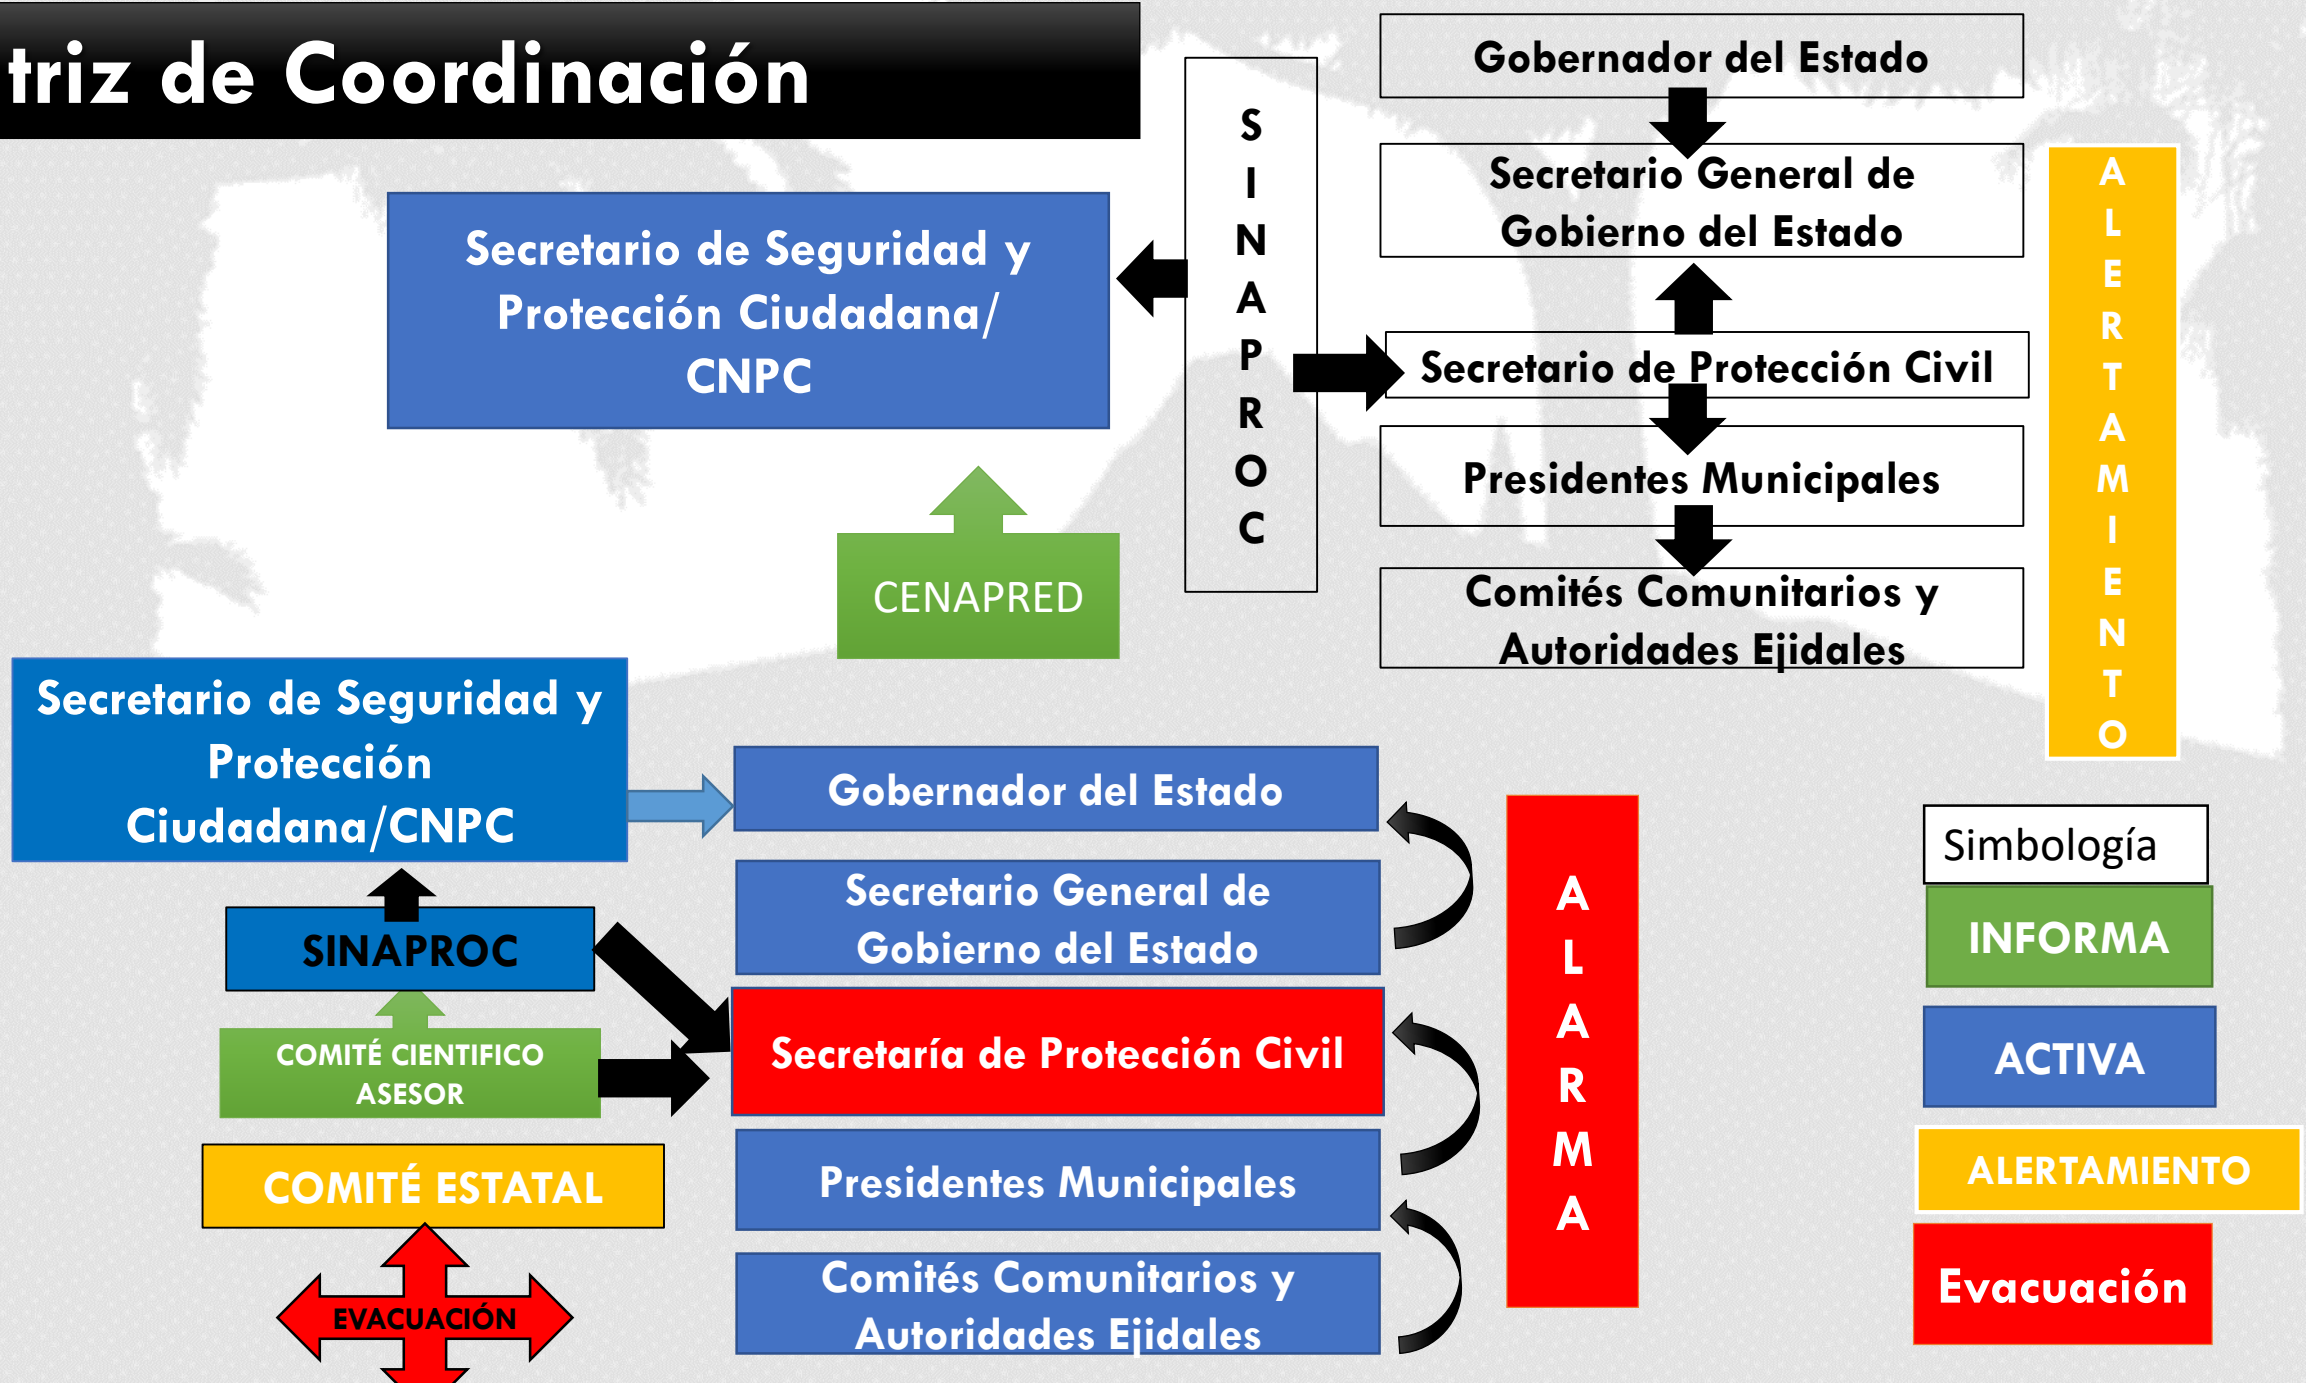 triz de Coordinación
SINAPROC
Gobernador del Estado
Secretario General de
Gobierno del Estado
Secretario de Protección Civil
Presidentes Municipales
Comités Comunitarios y
Autoridades Ejidales
ALERTAMIENTO
Secretario de Seguridad y
Protección Ciudadana/
CNPC
CENAPRED
Secretario de Seguridad y
Protección
Ciudadana/CNPC
SINAPROC
COMITÉ CIENTIFICO
ASESOR
COMITÉ ESTATAL
EVACUACIÓN
Gobernador del Estado
Secretario General de
Gobierno del Estado
Secretaría de Protección Civil
Presidentes Municipales
Comités Comunitarios y
Autoridades Ejidales
ALARMA
Simbología
INFORMA
ACTIVA
ALERTAMIENTO
Evacuación